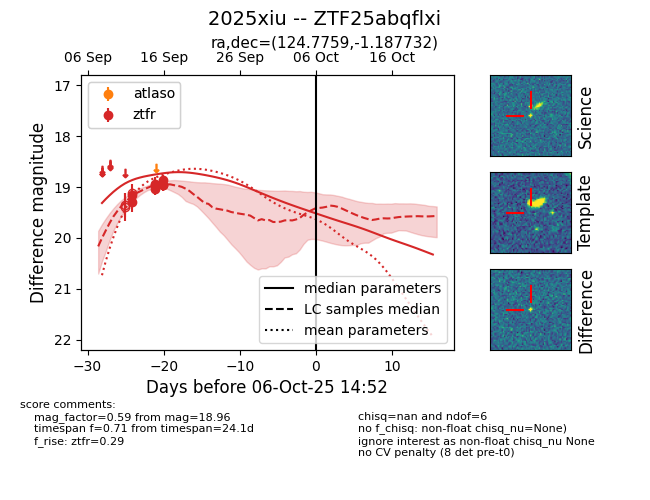 2025xiu -- ZTF25abqflxi
ra,dec=(124.7759,-1.187732)
06 Sep 16 Sep 26 Sep 06 Oct 16 Oct
atlaso
ztfr
Difference magnitude
17
18
19
20
21
22
median parameters
LC samples median
mean parameters
−30 −20 −10 0 10
Days before 06-Oct-25 14:52
Science
Template
Difference
score comments:
mag_factor=0.59 from mag=18.96
timespan f=0.71 from timespan=24.1d
f_rise: ztfr=0.29
chisq=nan and ndof=6
no f_chisq: non-float chisq_nu=None)
ignore interest as non-float chisq_nu None
no CV penalty (8 det pre-t0)